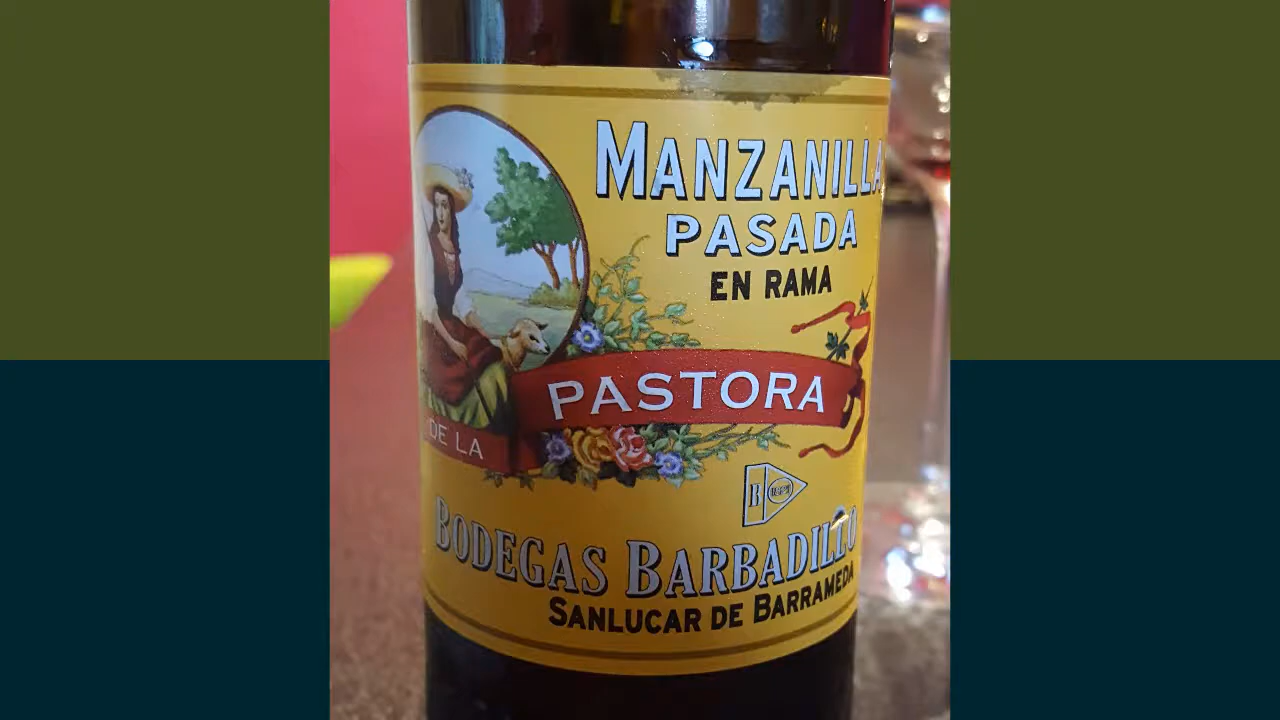 MANZANILLA
PASADA
EN RAMA
DE LA PASTORA
B
BODEGAS BARBADILLO
SANLUCAR DE BARRAMEDA